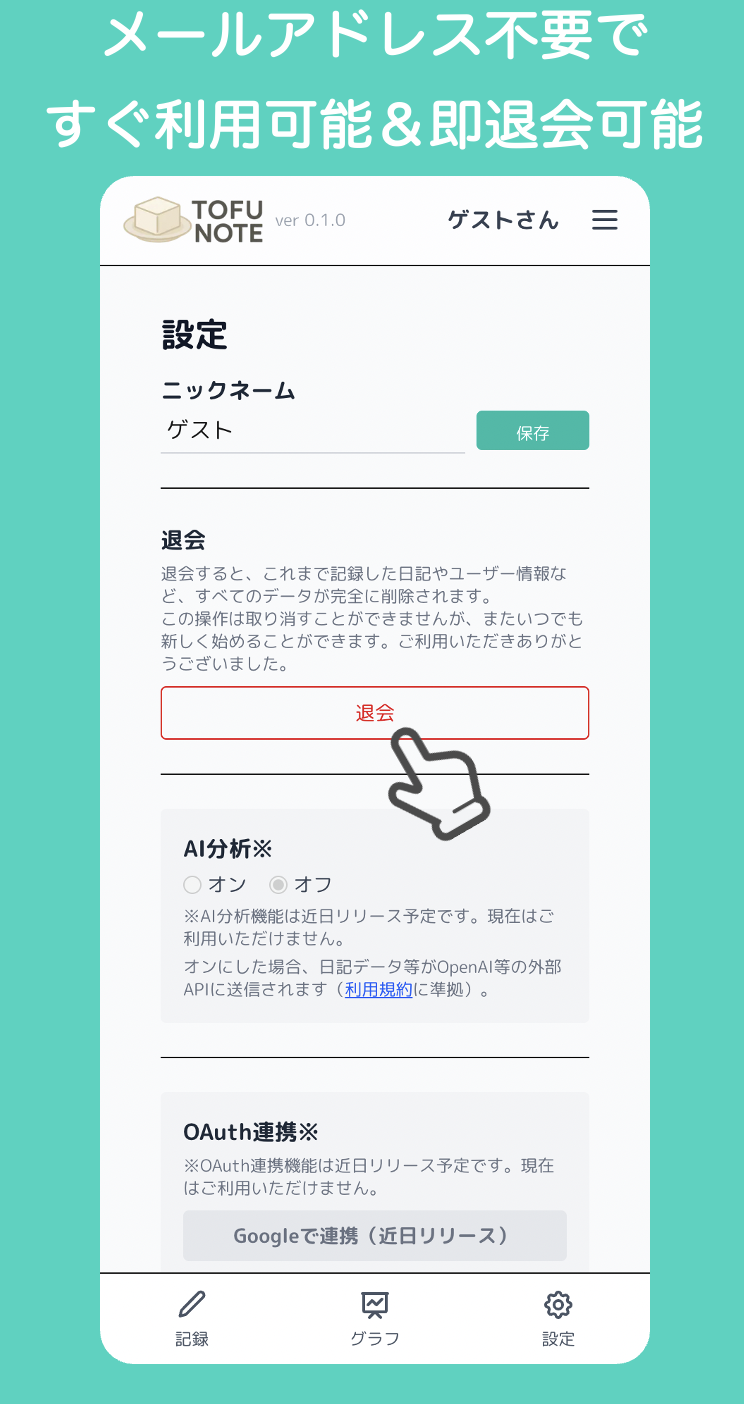 メールアドレス不要で
すぐ利用可能＆即退会可能
TOFU
NOTE
ver 0.1.0
ゲストさん
設定
ニックネーム
ゲスト
保存
退会
退会すると、これまで記録した日記やユーザー情報な
ど、すべてのデータが完全に削除されます。
この操作は取り消すことができませんが、またいつでも
新しく始めることができます。ご利用いただきありがと
うございました。
退会
AI分析※
オン オフ
※AI分析機能は近日リリース予定です。現在はご
利用いただけません。
オンにした場合、日記データ等がOpenAI等の外部
APIに送信されます（利用規約に準拠）。
OAuth連携※
※OAuth連携機能は近日リリース予定です。現在
はご利用いただけません。
Googleで連携（近日リリース）
記録 グラフ 設定